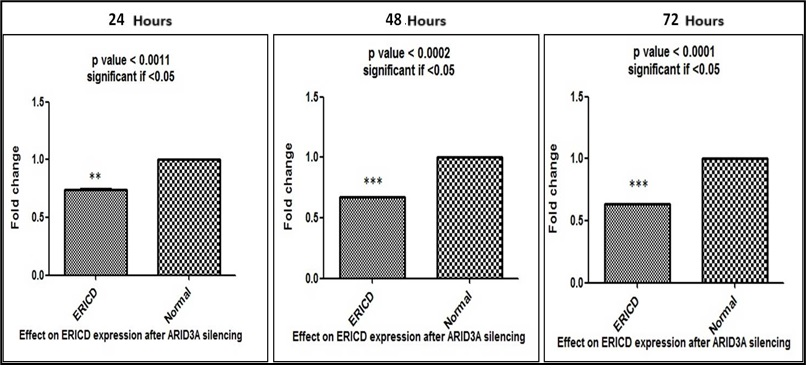 24 Hours
p value < 0.0011
significant if <0.05
Fold change
1.5
1.0
0.5
0.0
**
ERICD
Normal
Effect on ERICD expression after ARID3A silencing
48 Hours
p value < 0.0002
significant if <0.05
Fold change
1.5
1.0
0.5
0.0
***
ERICD
Normal
Effect on ERICD expression after ARID3A silencing
72 Hours
p value < 0.0001
significant if <0.05
Fold change
1.5
1.0
0.5
0.0
***
ERICD
Normal
Effect on ERICD expression after ARID3A silencing